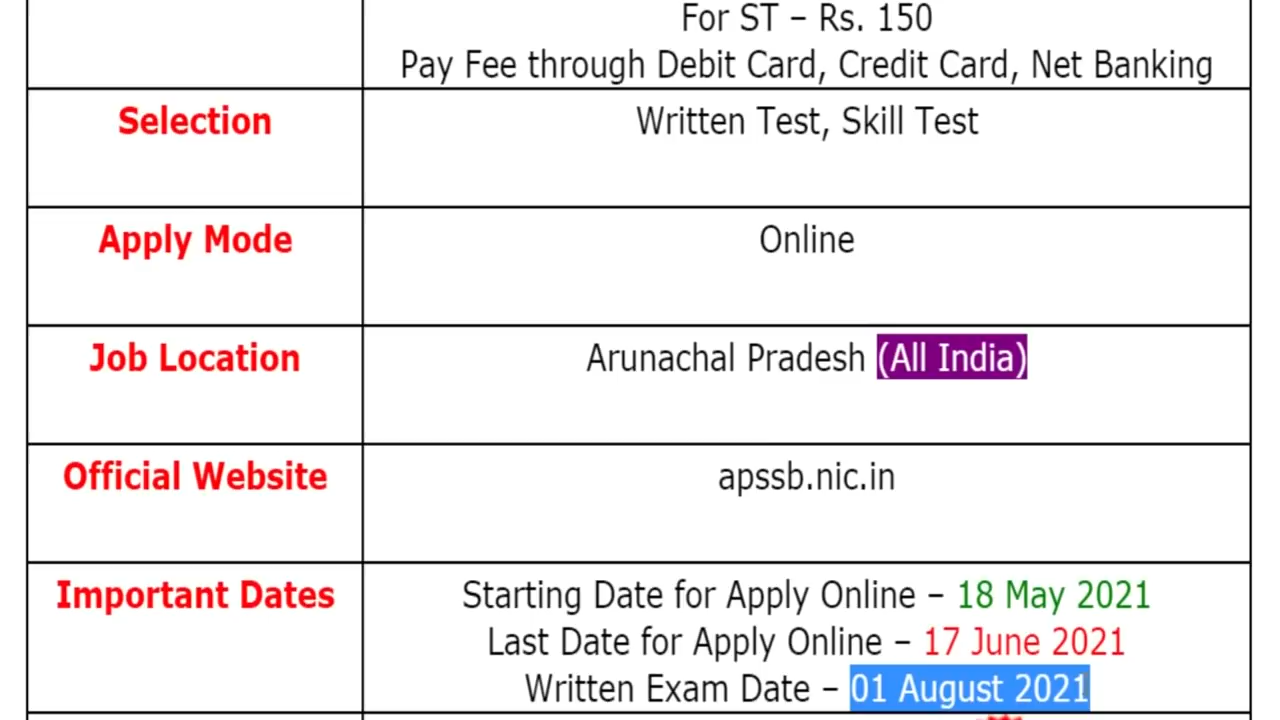 For ST – Rs. 150
Pay Fee through Debit Card, Credit Card, Net Banking
Selection
Written Test, Skill Test
Apply Mode
Online
Job Location
Arunachal Pradesh (All India)
Official Website
apssb.nic.in
Important Dates
Starting Date for Apply Online – 18 May 2021
Last Date for Apply Online – 17 June 2021
Written Exam Date – 01 August 2021